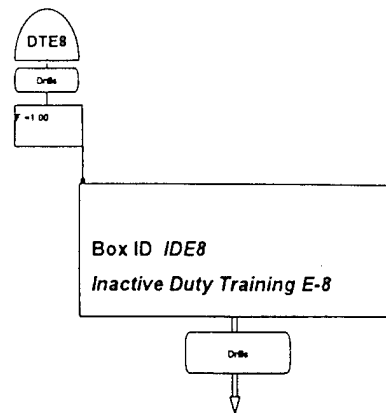 DTE8
Drills
F =1.00
Box ID IDE8
Inactive Duty Training E-8
Drills